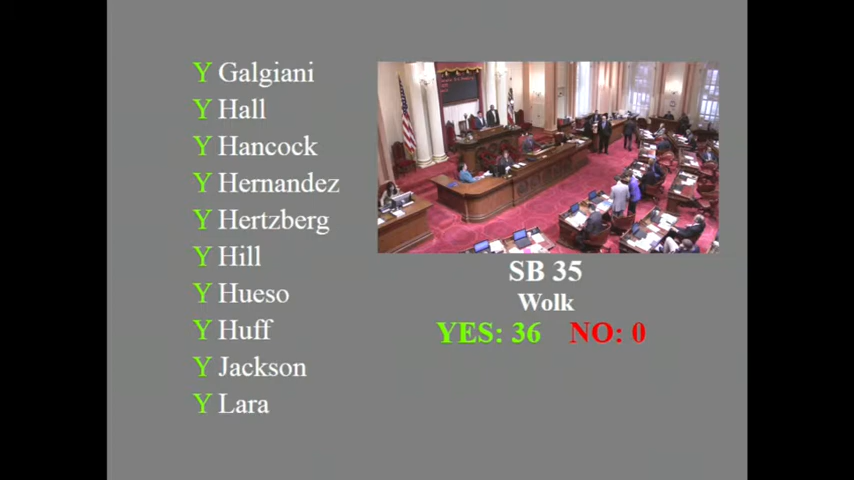 Y Galgiani
Y Hall
Y Hancock
Y Hernandez
Y Hertzberg
Y Hill
Y Hueso
Y Huff
Y Jackson
Y Lara
SB 35
Wolk
YES: 36 NO: 0